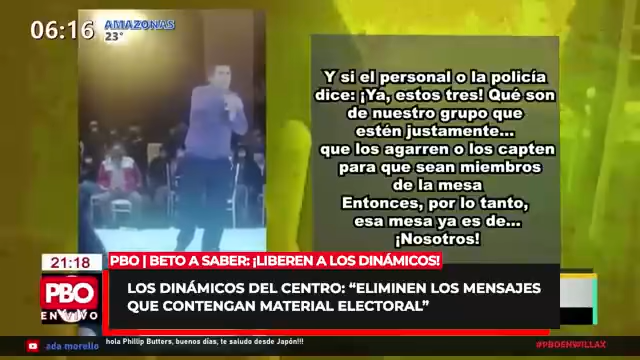 06:16
AMAZONAS
23°
Y si el personal o la policía
dice: ¡Ya, estos tres! Qué son
de nuestro grupo que
estén justamente...
que los agarren o los capten
para que sean miembros
de la mesa
Entonces, por lo tanto,
esa mesa ya es de...
¡Nosotros!
21:18
PBO | BETO A SABER: ¡LIBEREN A LOS DINÁMICOS!
PBO
EN VIVO
LOS DINÁMICOS DEL CENTRO: “ELIMINEN LOS MENSAJES
QUE CONTENGAN MATERIAL ELECTORAL”
ada morello
hola Phillip Butters, buenos días, te saludo desde Japón!!!
#PBOENWILLAX